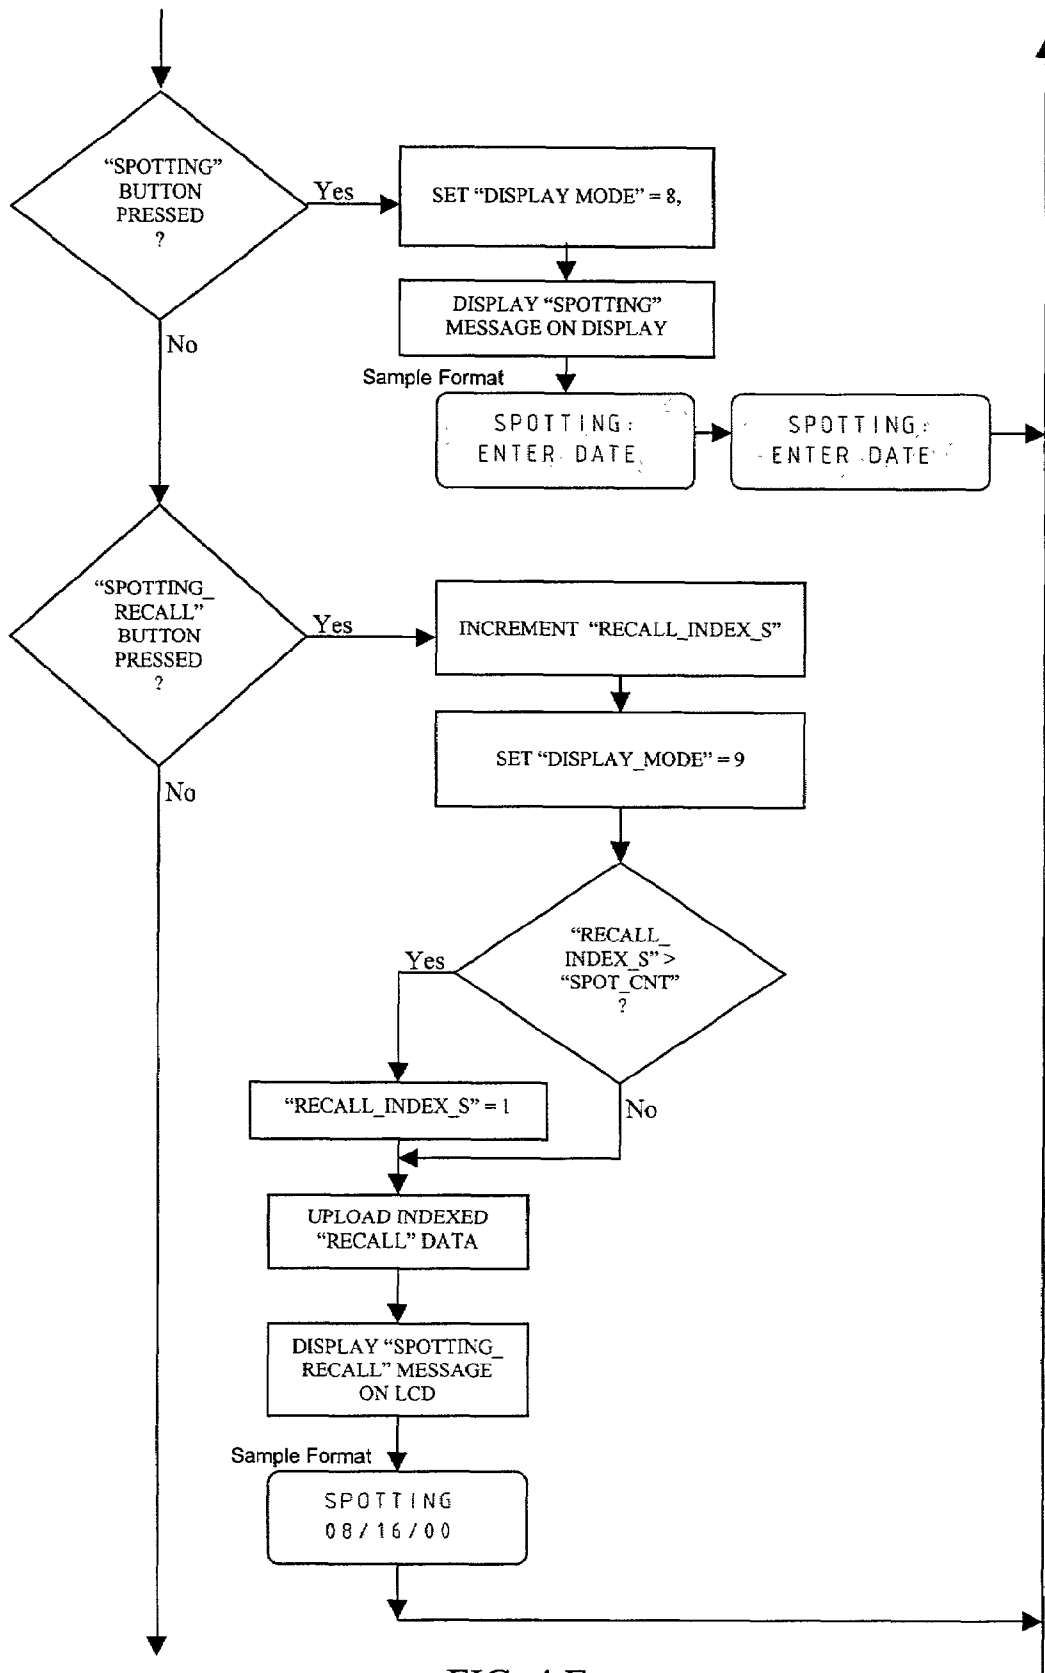 “SPOTTING”
BUTTON
PRESSED
?
Yes
SET “DISPLAY MODE” = 8,
DISPLAY “SPOTTING”
MESSAGE ON DISPLAY
No
Sample Format
SPOTTING:
ENTER DATE
SPOTTING:
ENTER DATE
“SPOTTING_
RECALL”
BUTTON
PRESSED
?
Yes
INCREMENT “RECALL_INDEX_S”
SET “DISPLAY_MODE” = 9
No
“RECALL_
INDEX_S” >
“SPOT_CNT”
?
Yes
“RECALL_INDEX_S” = 1
No
UPLOAD INDEXED
“RECALL” DATA
DISPLAY “SPOTTING_
RECALL” MESSAGE
ON LCD
Sample Format
SPOTTING
08/16/00